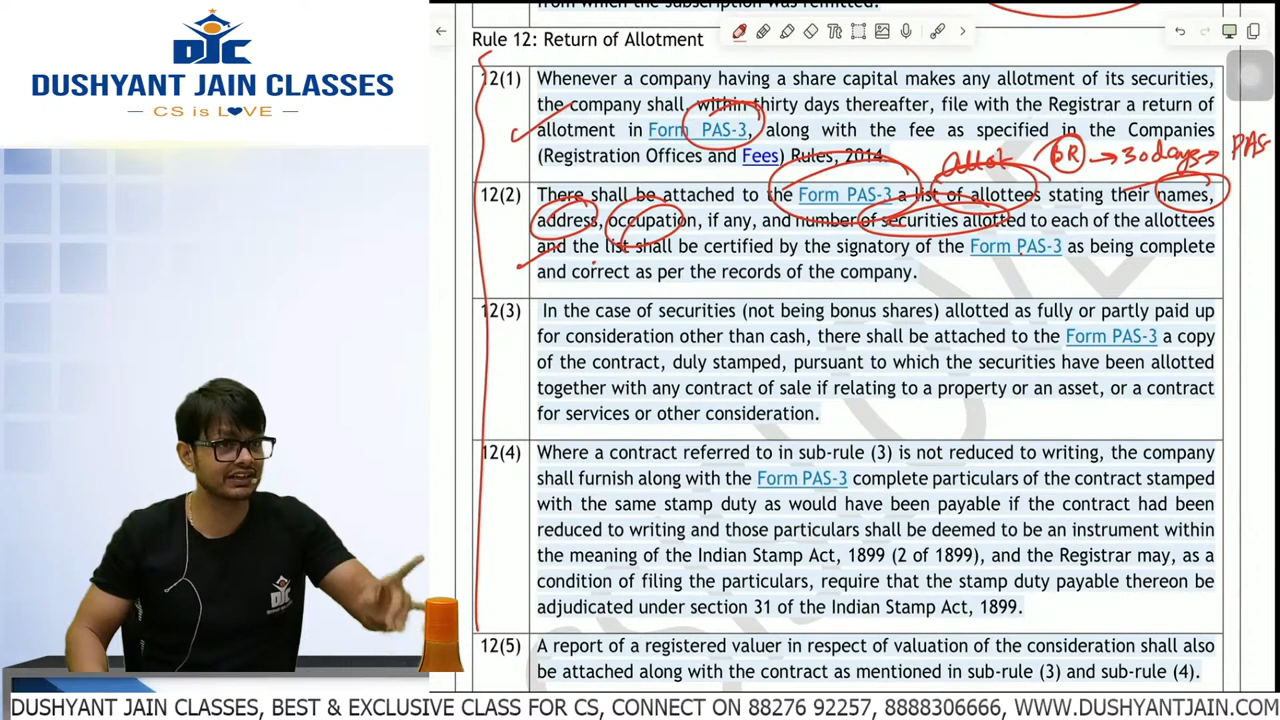 from which the subscription was remitted.
DJC
DUSHYANT JAIN CLASSES
CS is LOVE
Rule 12: Return of Allotment
12(1) Whenever a company having a share capital makes any allotment of its securities,
the company shall, within thirty days thereafter, file with the Registrar a return of
allotment in Form PAS-3, along with the fee as specified in the Companies
(Registration Offices and Fees) Rules, 2014.
Allot BR → 30 days → PAS
12(2) There shall be attached to the Form PAS-3 a list of allottees stating their names,
address, occupation, if any, and number of securities allotted to each of the allottees
and the list shall be certified by the signatory of the Form PAS-3 as being complete
and correct as per the records of the company.
12(3) In the case of securities (not being bonus shares) allotted as fully or partly paid up
for consideration other than cash, there shall be attached to the Form PAS-3 a copy
of the contract, duly stamped, pursuant to which the securities have been allotted
together with any contract of sale if relating to a property or an asset, or a contract
for services or other consideration.
12(4) Where a contract referred to in sub-rule (3) is not reduced to writing, the company
shall furnish along with the Form PAS-3 complete particulars of the contract stamped
with the same stamp duty as would have been payable if the contract had been
reduced to writing and those particulars shall be deemed to be an instrument within
the meaning of the Indian Stamp Act, 1899 (2 of 1899), and the Registrar may, as a
condition of filing the particulars, require that the stamp duty payable thereon be
adjudicated under section 31 of the Indian Stamp Act, 1899.
12(5) A report of a registered valuer in respect of valuation of the consideration shall also
be attached along with the contract as mentioned in sub-rule (3) and sub-rule (4).
DJC
DUSHYANT JAIN CLASSES, BEST & EXCLUSIVE CLASS FOR CS, CONNECT ON 88276 92257, 8888306666, WWW.DUSHYANTJAIN.COM